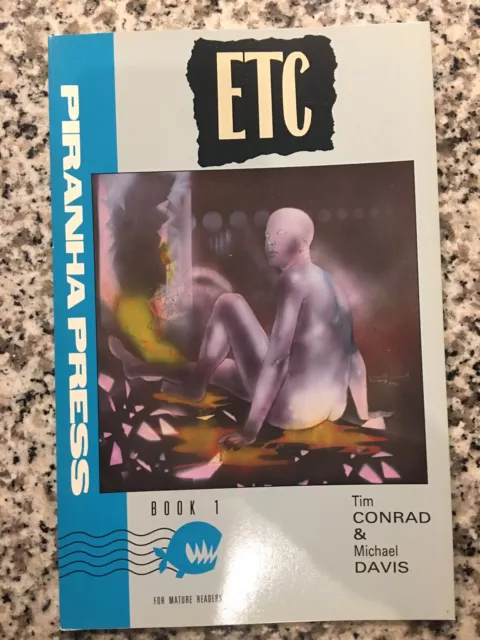 ETC
PIRANHA PRESS
BOOK 1
Tim
CONRAD
&
Michael
DAVIS
FOR MATURE READERS